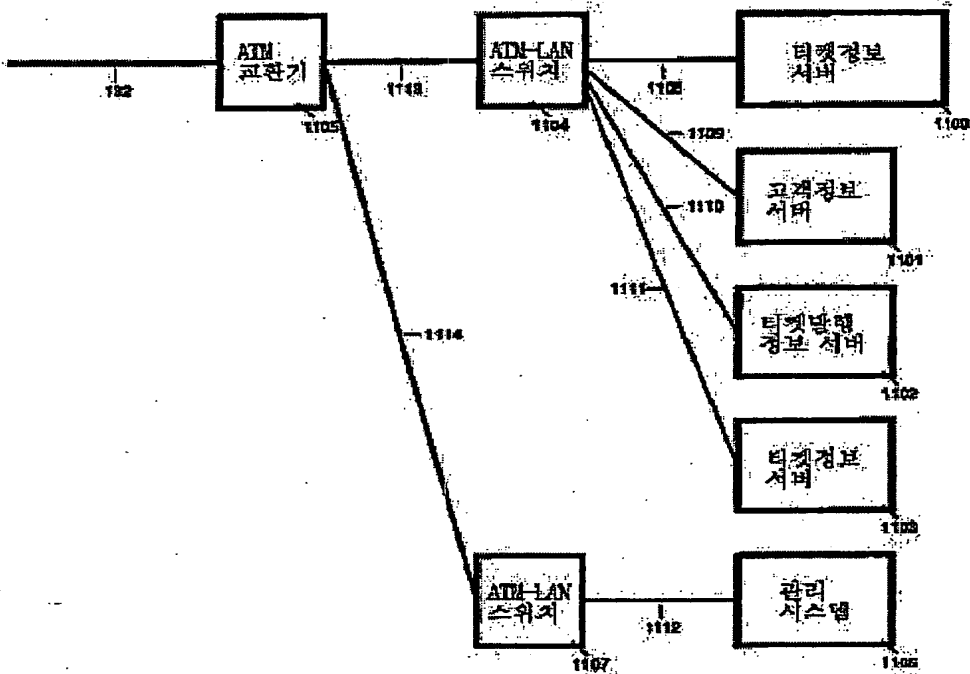 ATM
교환기
ATM-LAN
스위치
티켓정보
서버
132
1113
1108
1105
1104
1100
1109
고객정보
서버
1110
1101
1111
티켓발행
정보 서버
1114
1102
티켓정보
서버
1103
ATM-LAN
스위치
관리
시스템
1112
1107
1106